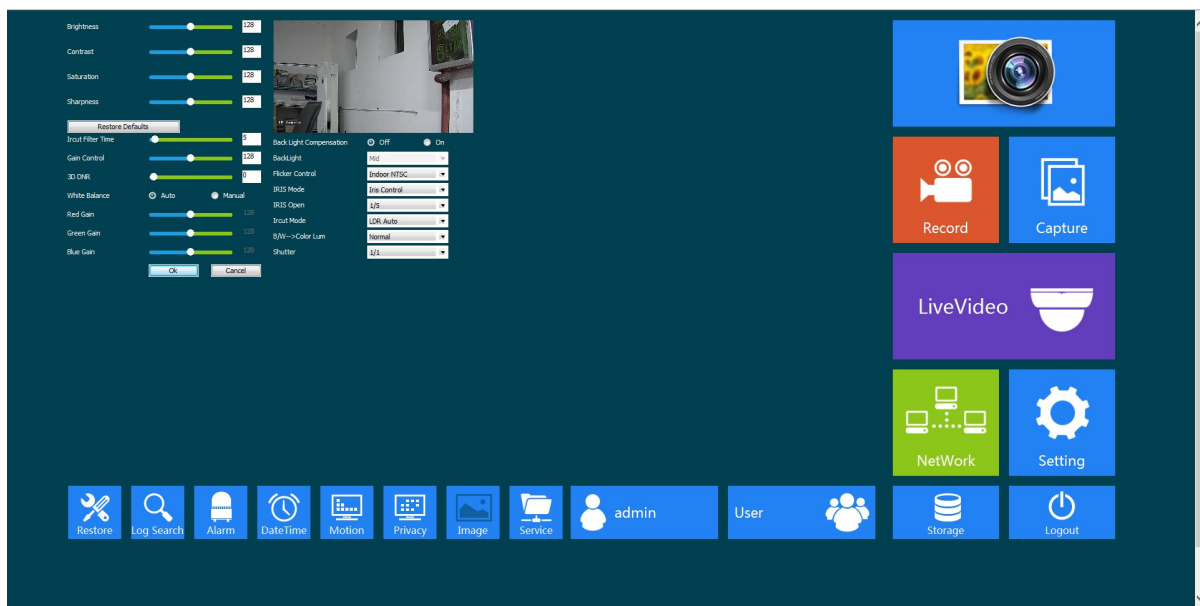 Brightness 128
Contrast 128
Saturation 128
Sharpness 128
Restore Defaults
Ircut Filter Time 5
Gain Control 128
3D DNR 0
White Balance Auto Manual
Red Gain 128
Green Gain 128
Blue Gain 128
Ok Cancel
IP Camera
Back Light Compensation Off On
BackLight Mid
Flicker Control Indoor NTSC
IRIS Mode Iris Control
IRIS Open 1/5
Ircut Mode LDR Auto
B/W-->Color Lum Normal
Shutter 1/1
Record
Capture
LiveVideo
NetWork
Setting
Restore
Log Search
Alarm
DateTime
Motion
Privacy
Image
Service
admin
User
Storage
Logout